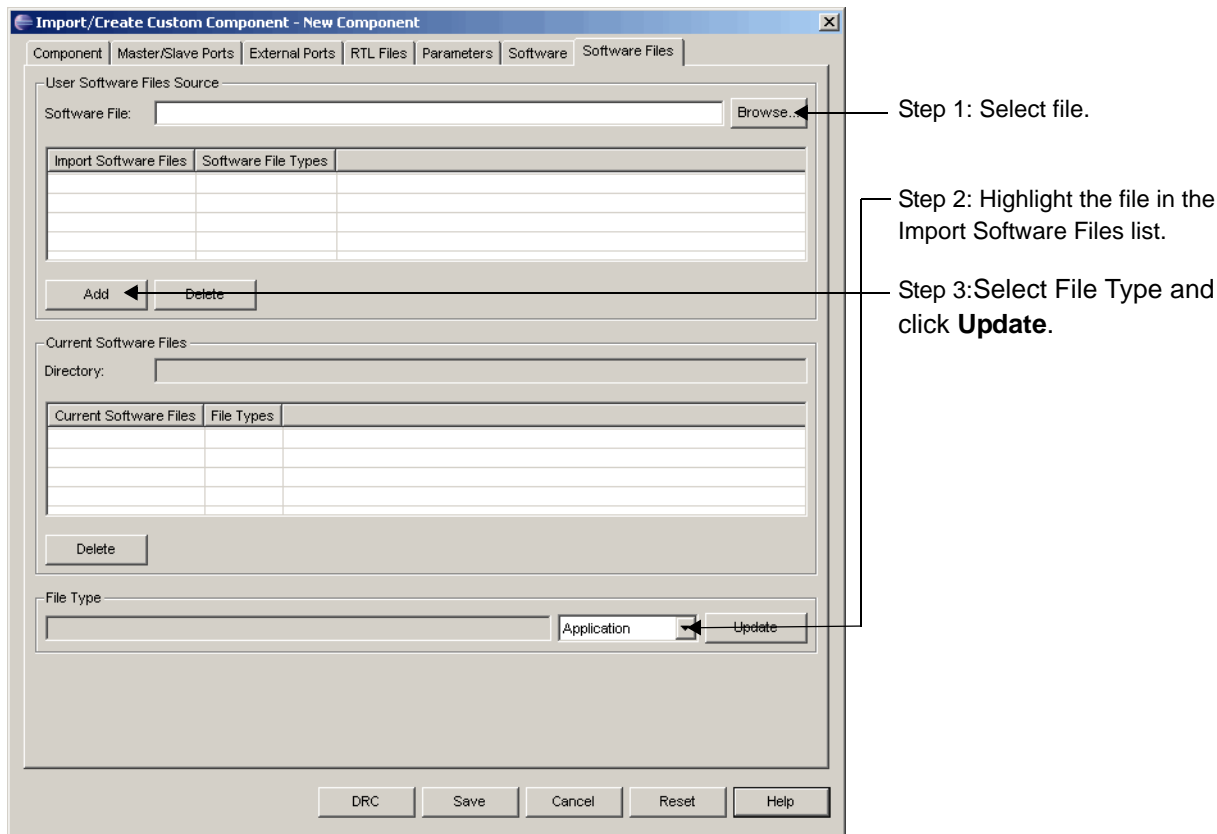 Import/Create Custom Component - New Component
Component Master/Slave Ports External Ports RTL Files Parameters Software Software Files
User Software Files Source
Software File: Browse...
Step 1: Select file.
Import Software Files Software File Types
Step 2: Highlight the file in the
Import Software Files list.
Add Delete
Step 3:Select File Type and
click Update.
Current Software Files
Directory:
Current Software Files File Types
Delete
File Type
Application Update
DRC Save Cancel Reset Help